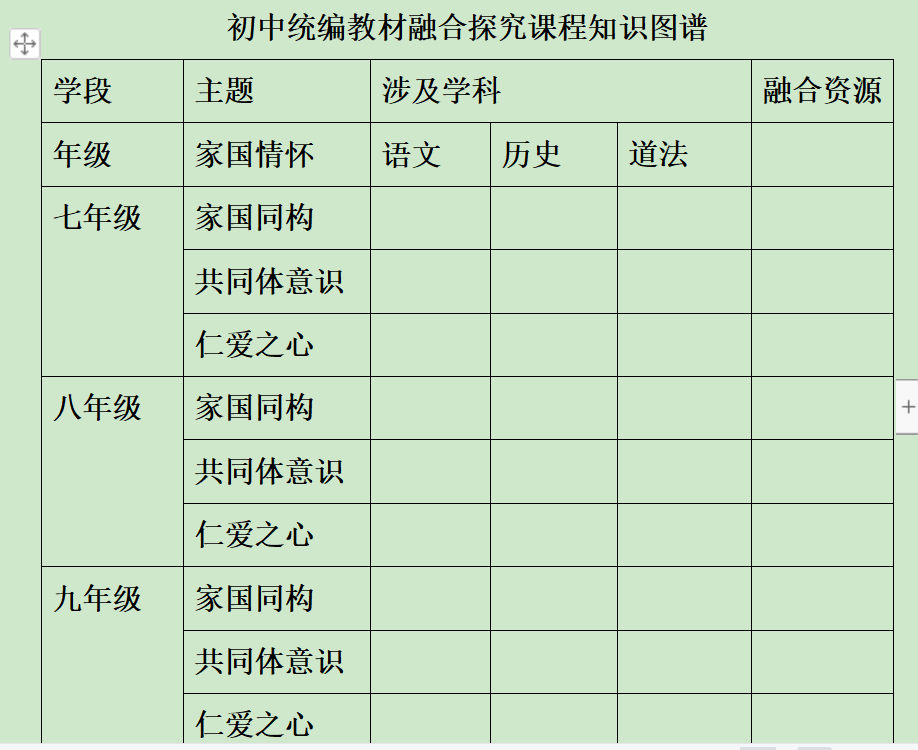 初中统编教材融合探究课程知识图谱
学段 主题 涉及学科 融合资源
年级 家国情怀 语文 历史 道法
七年级 家国同构
共同体意识
仁爱之心
八年级 家国同构
共同体意识
仁爱之心
九年级 家国同构
共同体意识
仁爱之心